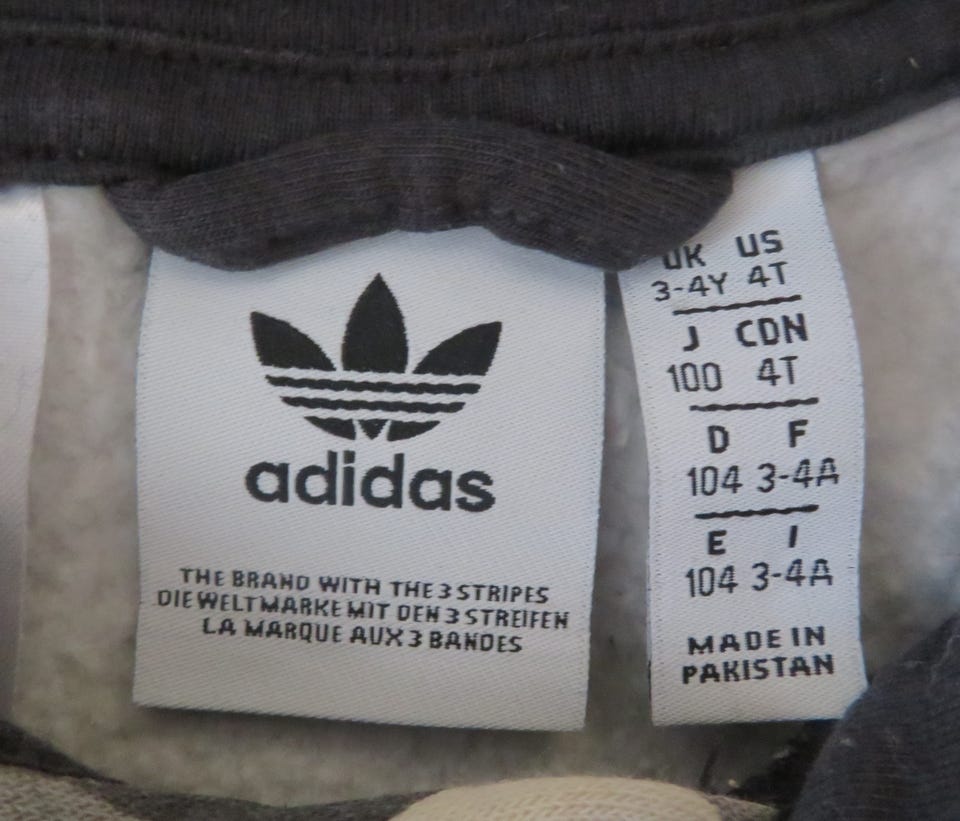 adidas
THE BRAND WITH THE 3 STRIPES
DIE WELTMARKE MIT DEN 3 STREIFEN
LA MARQUE AUX 3 BANDES
UK US
3-4Y 4T
J CDN
100 4T
D F
104 3-4A
E I
104 3-4A
MADE IN
PAKISTAN